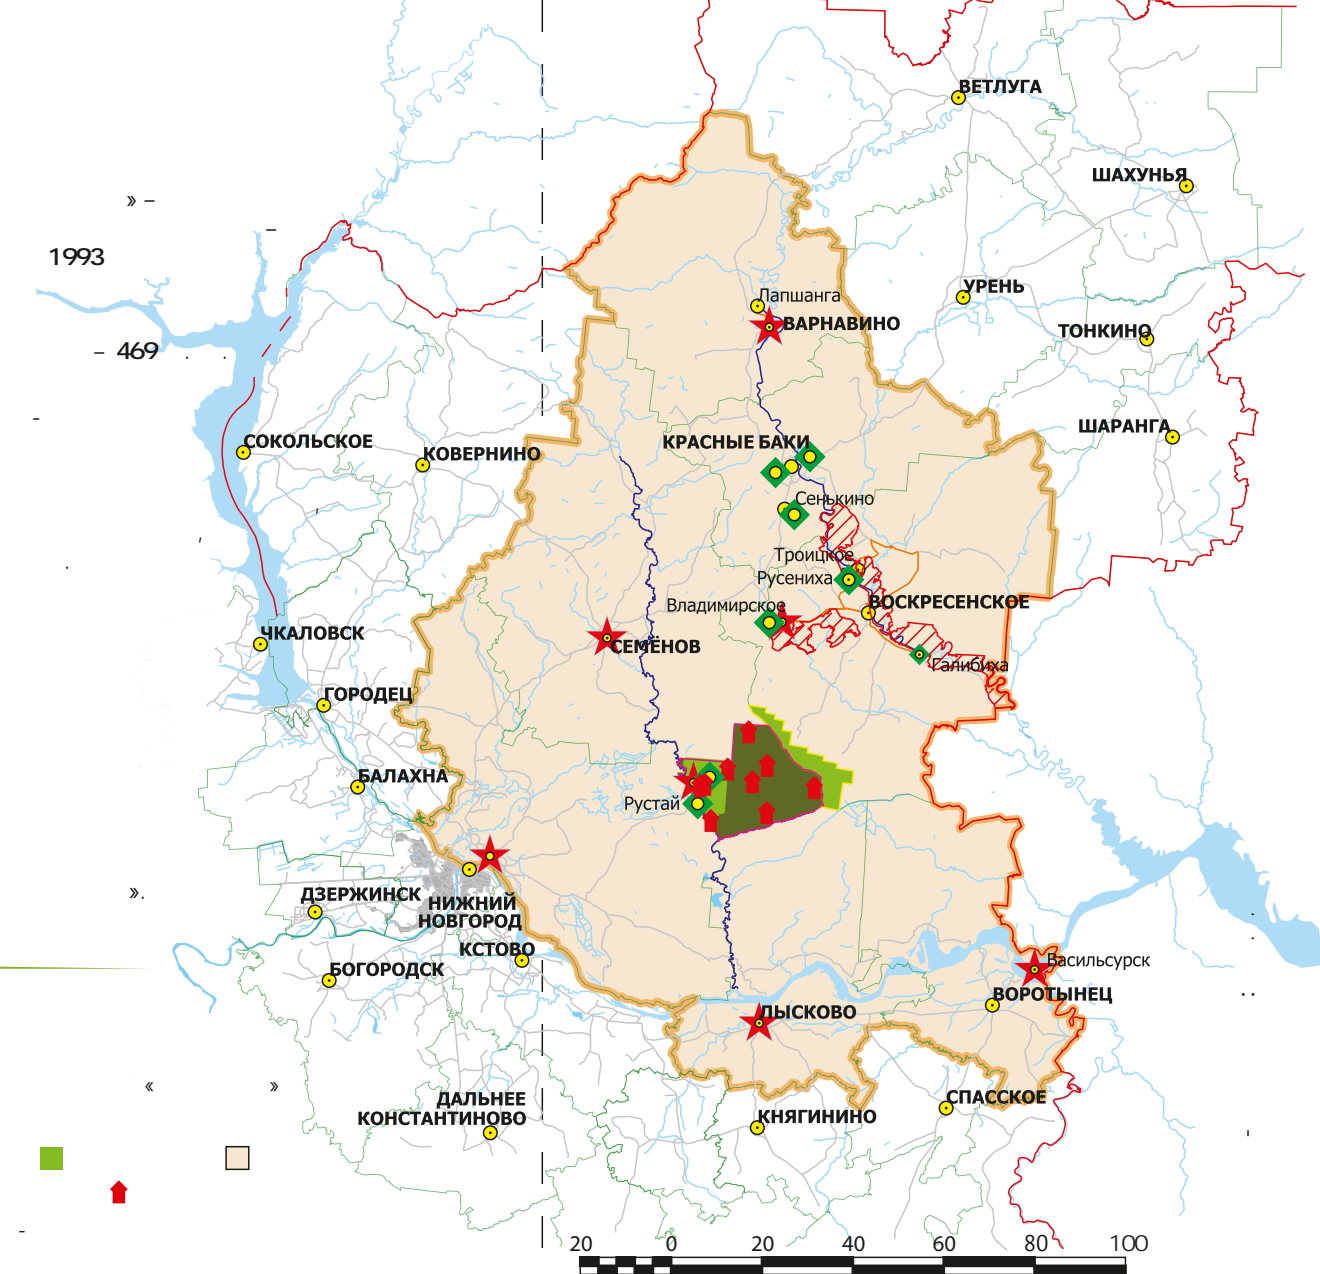 ВЕТЛУГА
ШАХУНЬЯ
» –
–
1993
УРЕНЬ
Лапшанга
ВАРНАВИНО
ТОНКИНО
– 469
-
ШАРАНГА
СОКОЛЬСКОЕ
КРАСНЫЕ БАКИ
КОВЕРНИНО
Сенькино
Троицкое
Русениха
Владимирское
ВОСКРЕСЕНСКОЕ
ЧКАЛОВСК
СЕМЁНОВ
Галибиха
ГОРОДЕЦ
БАЛАХНА
Рустай
».
ДЗЕРЖИНСК
НИЖНИЙ
НОВГОРОД
КСТОВО
Васильсурск
БОГОРОДСК
ВОРОТЫНЕЦ
ЛЫСКОВО
« »
ДАЛЬНЕЕ
КОНСТАНТИНОВО
СПАССКОЕ
КНЯГИНИНО
-
20 0 20 40 60 80 100